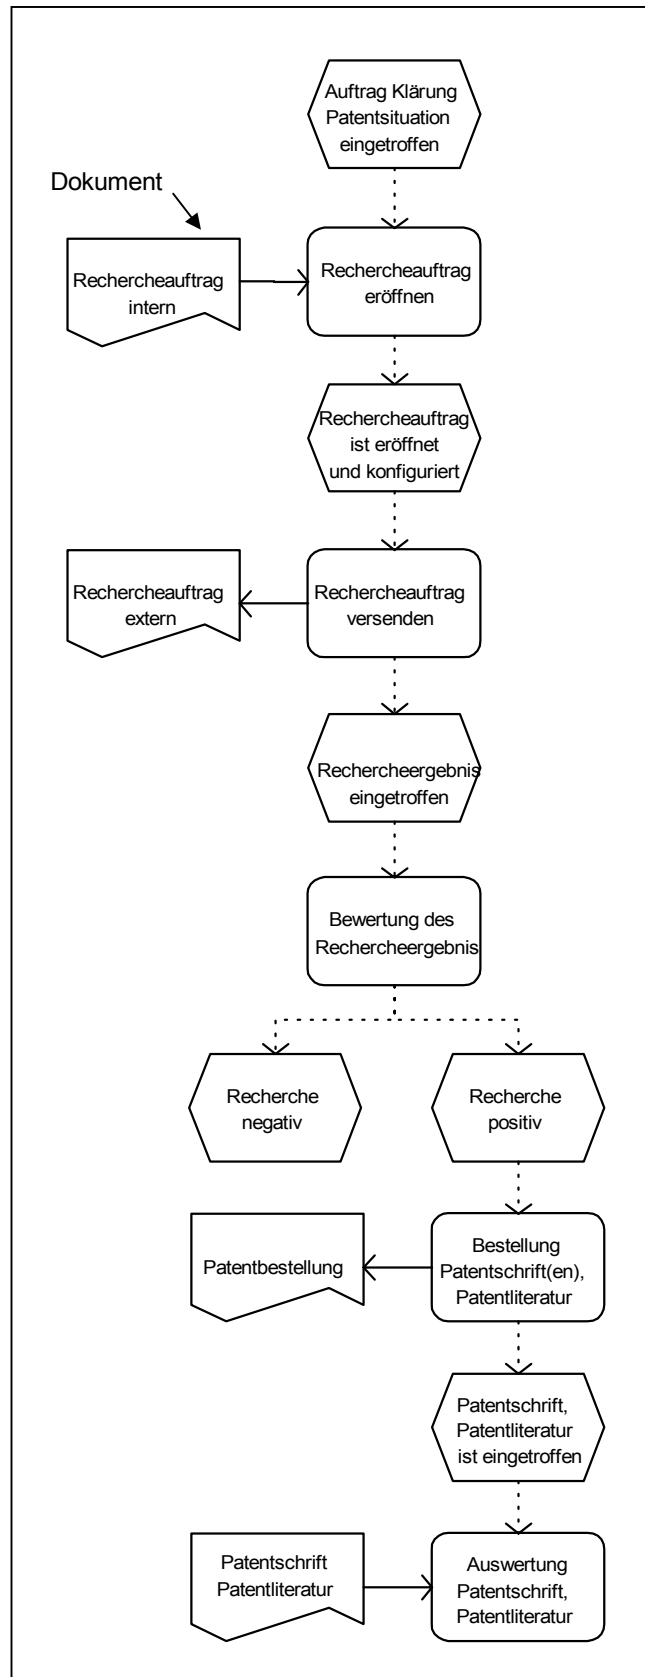 Auftrag Klärung
Patentsituation
eingetroffen
Dokument
Rechercheauftrag
intern
Rechercheauftrag
eröffnen
Rechercheauftrag
ist eröffnet
und konfiguriert
Rechercheauftrag
extern
Rechercheauftrag
versenden
Rechercheergebnis
eingetroffen
Bewertung des
Rechercheergebnis
Recherche
negativ
Recherche
positiv
Patentbestellung
Bestellung
Patentschrift(en),
Patentliteratur
Patentschrift,
Patentliteratur
ist eingetroffen
Patentschrift
Patentliteratur
Auswertung
Patentschrift,
Patentliteratur